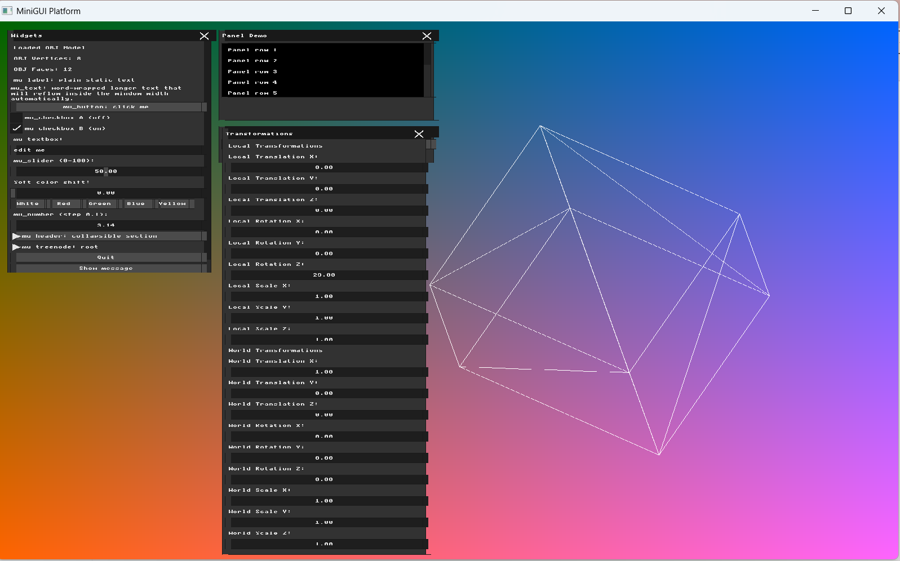 MiniGUI Platform
Widgets
Loaded OBJ Model
OBJ Vertices: 8
OBJ Faces: 12
mu_label: plain static text
mu_text: word-wrapped longer text that
will reflow inside the window width
automatically.
mu_button: click me
mu_checkbox A (off)
mu_checkbox B (on)
mu_textbox:
edit me
mu_slider (0-100):
50.00
Soft color shift:
0.00
White Red Green Blue Yellow
mu_number (step 0.1):
3.14
mu_header: collapsible section
mu_treenode: root
Quit
Show message
Panel Demo
Panel row 1
Panel row 2
Panel row 3
Panel row 4
Panel row 5
Transformations
Local Transformations
Local Translation X:
0.00
Local Translation Y:
0.00
Local Translation Z:
0.00
Local Rotation X:
0.00
Local Rotation Y:
0.00
Local Rotation Z:
20.00
Local Scale X:
1.00
Local Scale Y:
1.00
Local Scale Z:
1.00
World Transformations
World Translation X:
1.00
World Translation Y:
0.00
World Translation Z:
0.00
World Rotation X:
0.00
World Rotation Y:
0.00
World Rotation Z:
0.00
World Scale X:
1.00
World Scale Y:
1.00
World Scale Z:
1.00